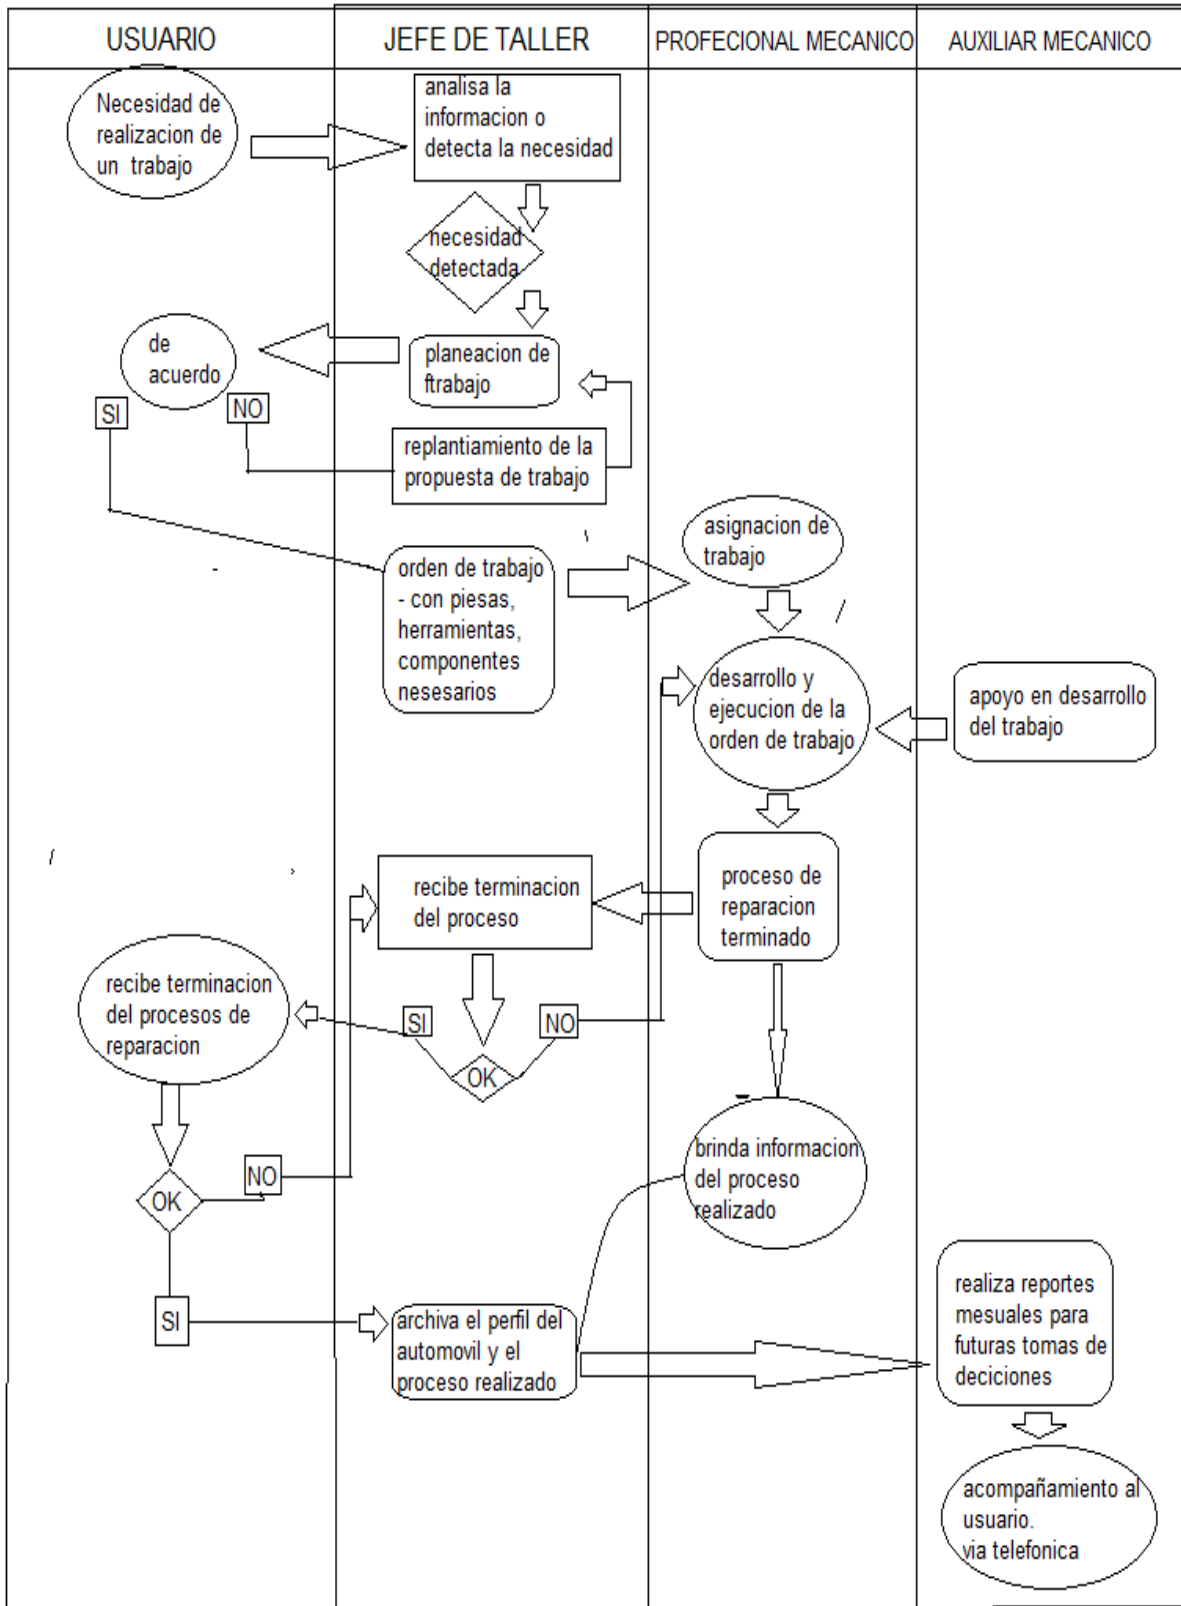 USUARIO
JEFE DE TALLER
PROFECIONAL MECANICO
AUXILIAR MECANICO
Necesidad de
realizacion de
un trabajo
analisa la
informacion o
detecta la necesidad
necesidad
detectada
de
acuerdo
planeacion de
ftrabajo
SI
NO
replantiamiento de la
propuesta de trabajo
asignacion de
trabajo
orden de trabajo
- con piesas,
herramientas,
componentes
nesesarios
desarrollo y
ejecucion de la
orden de trabajo
apoyo en desarrollo
del trabajo
recibe terminacion
del proceso
proceso de
reparacion
terminado
recibe terminacion
del procesos de
reparacion
SI
NO
OK
brinda informacion
del proceso
realizado
NO
OK
SI
archiva el perfil del
automovil y el
proceso realizado
realiza reportes
mesuales para
futuras tomas de
deciciones
acompañamiento al
usuario.
via telefonica